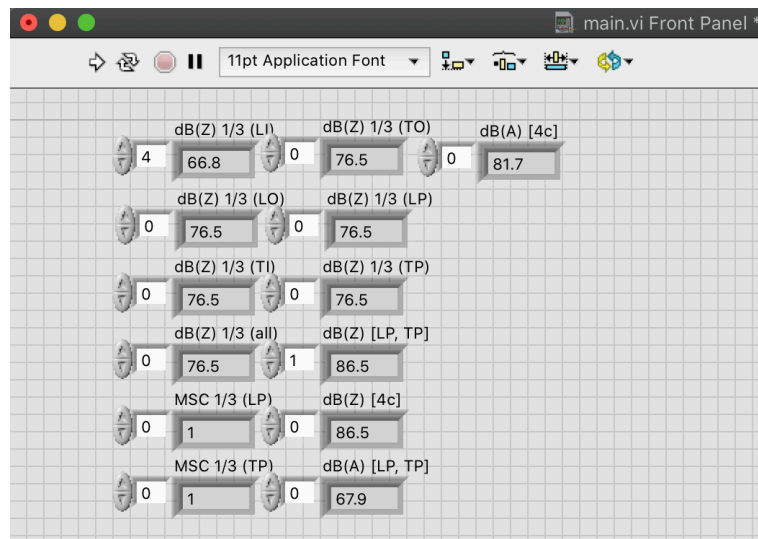 main.vi Front Panel *
11pt Application Font
dB(Z) 1/3 (LI) dB(Z) 1/3 (TO) dB(A) [4c]
4 66.8 0 76.5 0 81.7
dB(Z) 1/3 (LO) dB(Z) 1/3 (LP)
0 76.5 0 76.5
dB(Z) 1/3 (TI) dB(Z) 1/3 (TP)
0 76.5 0 76.5
dB(Z) 1/3 (all) dB(Z) [LP, TP]
0 76.5 1 86.5
MSC 1/3 (LP) dB(Z) [4c]
0 1 0 86.5
MSC 1/3 (TP) dB(A) [LP, TP]
0 1 0 67.9